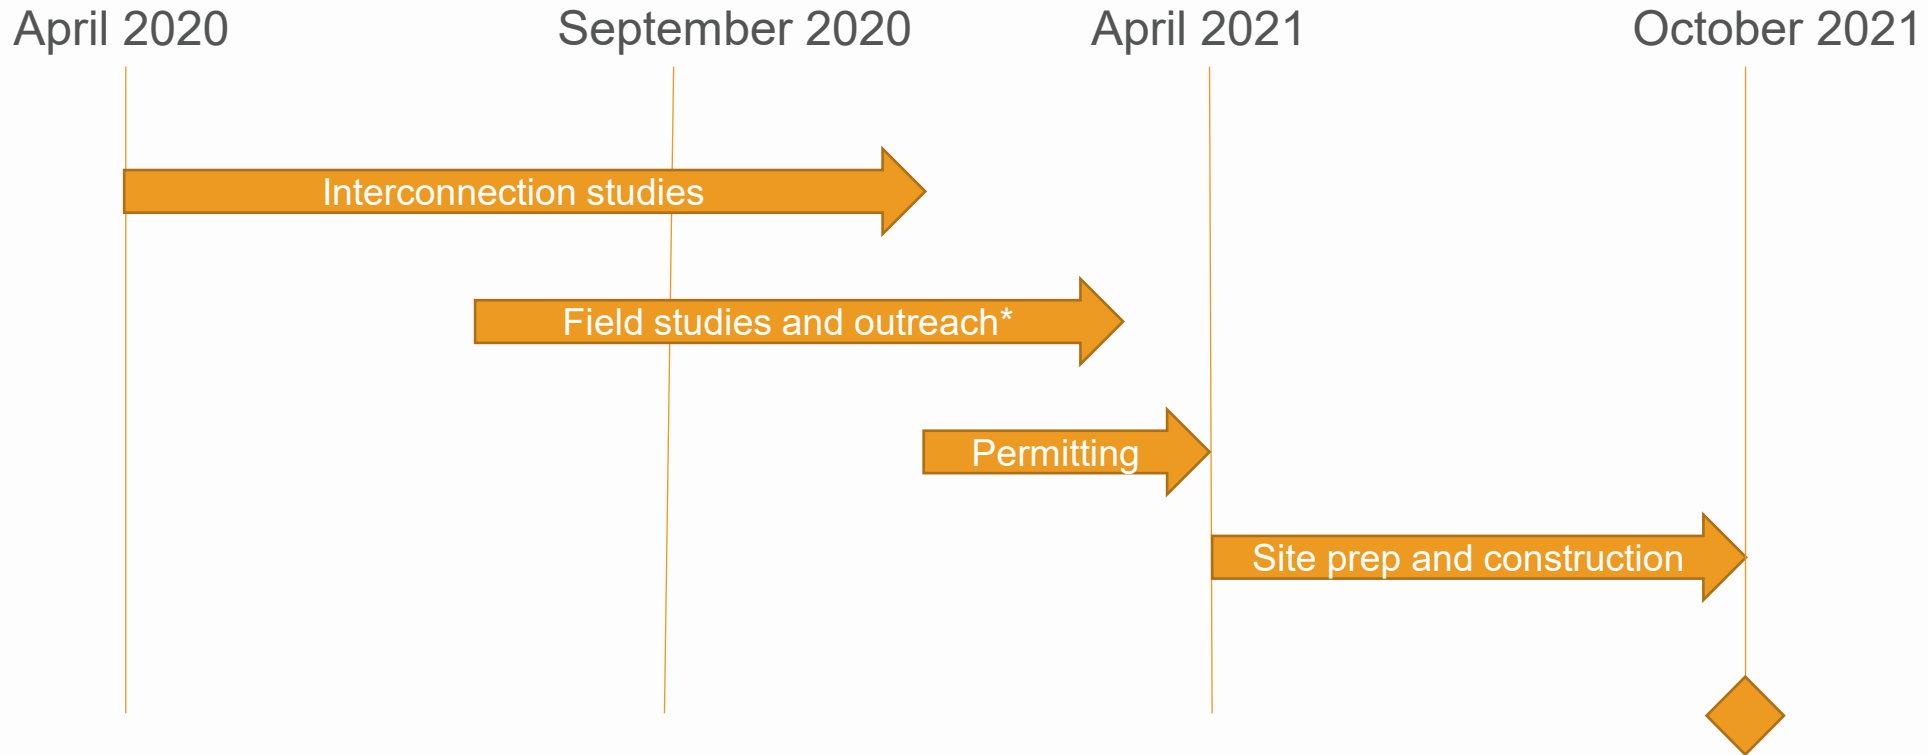 April 2020
September 2020
April 2021
October 2021
Interconnection studies
Field studies and outreach*
Permitting
Site prep and construction